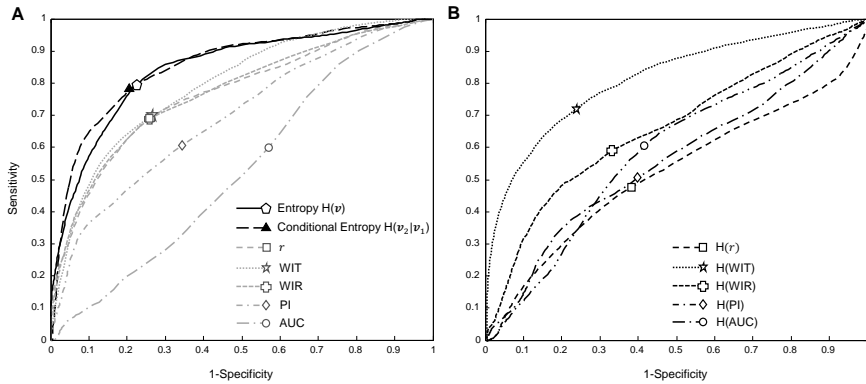 A
B
1
0.9
0.8
0.7
0.6
0.5
0.4
0.3
0.2
0.1
0
Sensitivity
Entropy H(v)
Conditional Entropy H(v₂|v₁)
r
WIT
WIR
PI
AUC
0 0.1 0.2 0.3 0.4 0.5 0.6 0.7 0.8 0.9 1
1-Specificity
1
0.9
0.8
0.7
0.6
0.5
0.4
0.3
0.2
0.1
0
H(r)
H(WIT)
H(WIR)
H(PI)
H(AUC)
0 0.1 0.2 0.3 0.4 0.5 0.6 0.7 0.8 0.9
1-Specificity